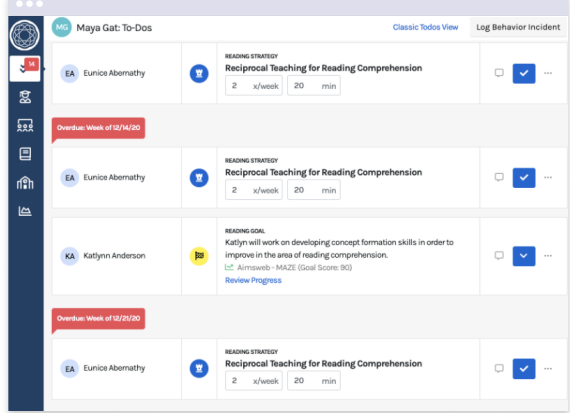 MG Maya Gat: To-Dos
Classic Todos View
Log Behavior Incident
14
EA Eunice Abernathy
READING STRATEGY
Reciprocal Teaching for Reading Comprehension
2 x/week 20 min
Overdue: Week of 12/14/20
EA Eunice Abernathy
READING STRATEGY
Reciprocal Teaching for Reading Comprehension
2 x/week 20 min
KA Katlynn Anderson
READING GOAL
Katlyn will work on developing concept formation skills in order to
improve in the area of reading comprehension.
Aimsweb - MAZE (Goal Score: 90)
Review Progress
Overdue: Week of 12/21/20
EA Eunice Abernathy
READING STRATEGY
Reciprocal Teaching for Reading Comprehension
2 x/week 20 min